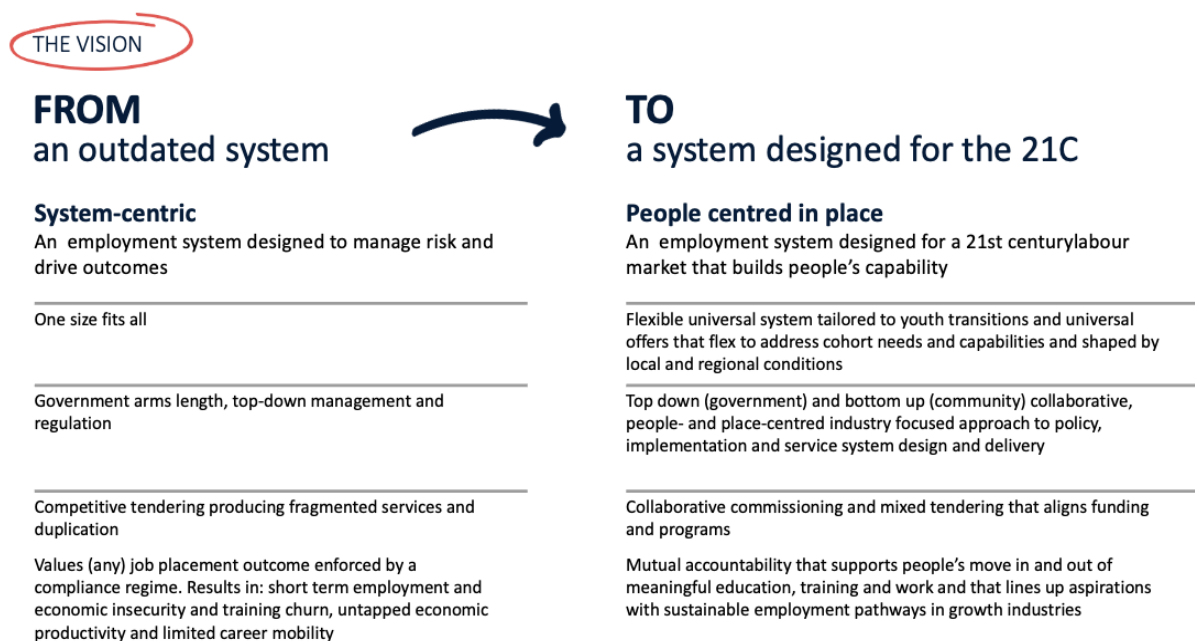 THE VISION
FROM
an outdated system
TO
a system designed for the 21C
System-centric
An employment system designed to manage risk and
drive outcomes
People centred in place
An employment system designed for a 21st centurylabour
market that builds people's capability
One size fits all
Flexible universal system tailored to youth transitions and universal
offers that flex to address cohort needs and capabilities and shaped by
local and regional conditions
Government arms length, top-down management and
regulation
Top down (government) and bottom up (community) collaborative,
people- and place-centred industry focused approach to policy,
implementation and service system design and delivery
Competitive tendering producing fragmented services and
duplication
Collaborative commissioning and mixed tendering that aligns funding
and programs
Values (any) job placement outcome enforced by a
compliance regime. Results in: short term employment and
economic insecurity and training churn, untapped economic
productivity and limited career mobility
Mutual accountability that supports people's move in and out of
meaningful education, training and work and that lines up aspirations
with sustainable employment pathways in growth industries